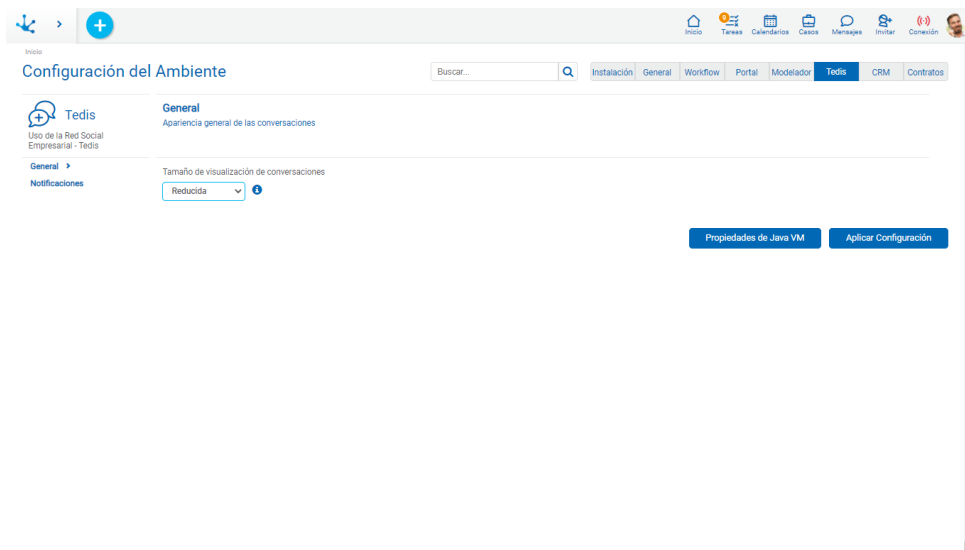 9
Inicio
Tareas
Calendarios
Casos
Mensajes
Invitar
Conexión
Inicio
Configuración del Ambiente
Buscar...
Instalación
General
Workflow
Portal
Modelador
Tedis
CRM
Contratos
Tedis
Uso de la Red Social
Empresarial - Tedis
General
Notificaciones
General
Apariencia general de las conversaciones
Tamaño de visualización de conversaciones
Reducida
Propiedades de Java VM
Aplicar Configuración